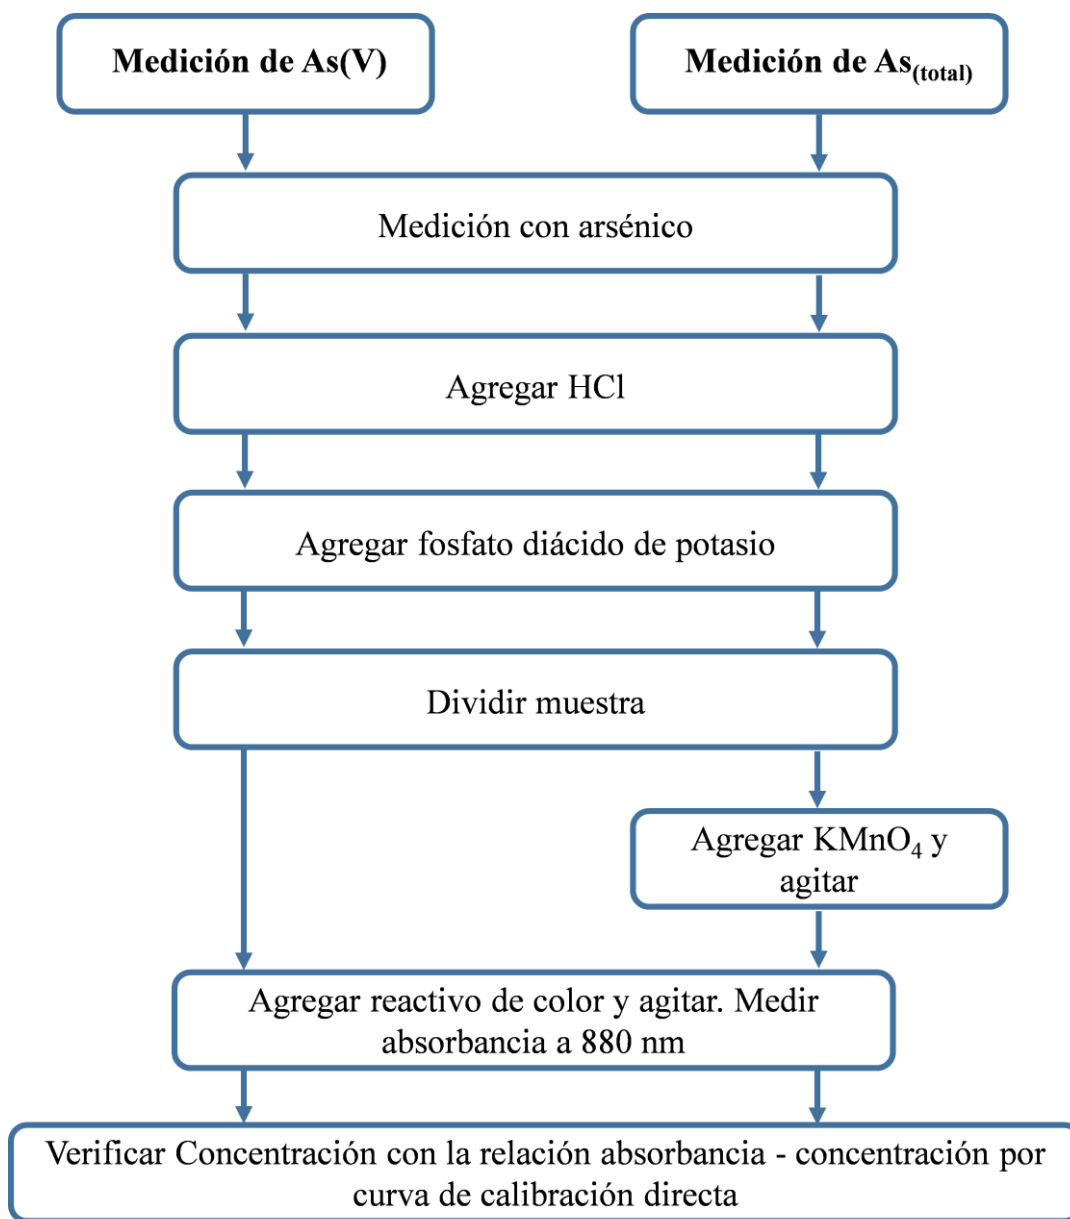 Medición de As(V)
Medición de As(total)
Medición con arsénico
Agregar HCl
Agregar fosfato diácido de potasio
Dividir muestra
Agregar KMnO₄ y
agitar
Agregar reactivo de color y agitar. Medir
absorbancia a 880 nm
Verificar Concentración con la relación absorbancia - concentración por
curva de calibración directa